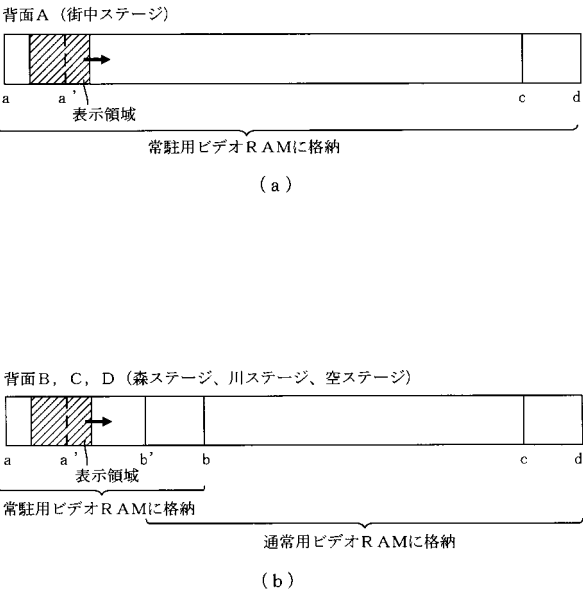 背面A（街中ステージ）
a a' c d
表示領域
常駐用ビデオRAMに格納
(a)
背面B，C，D（森ステージ、川ステージ、空ステージ）
a a' b' b c d
表示領域
常駐用ビデオRAMに格納
通常用ビデオRAMに格納
(b)